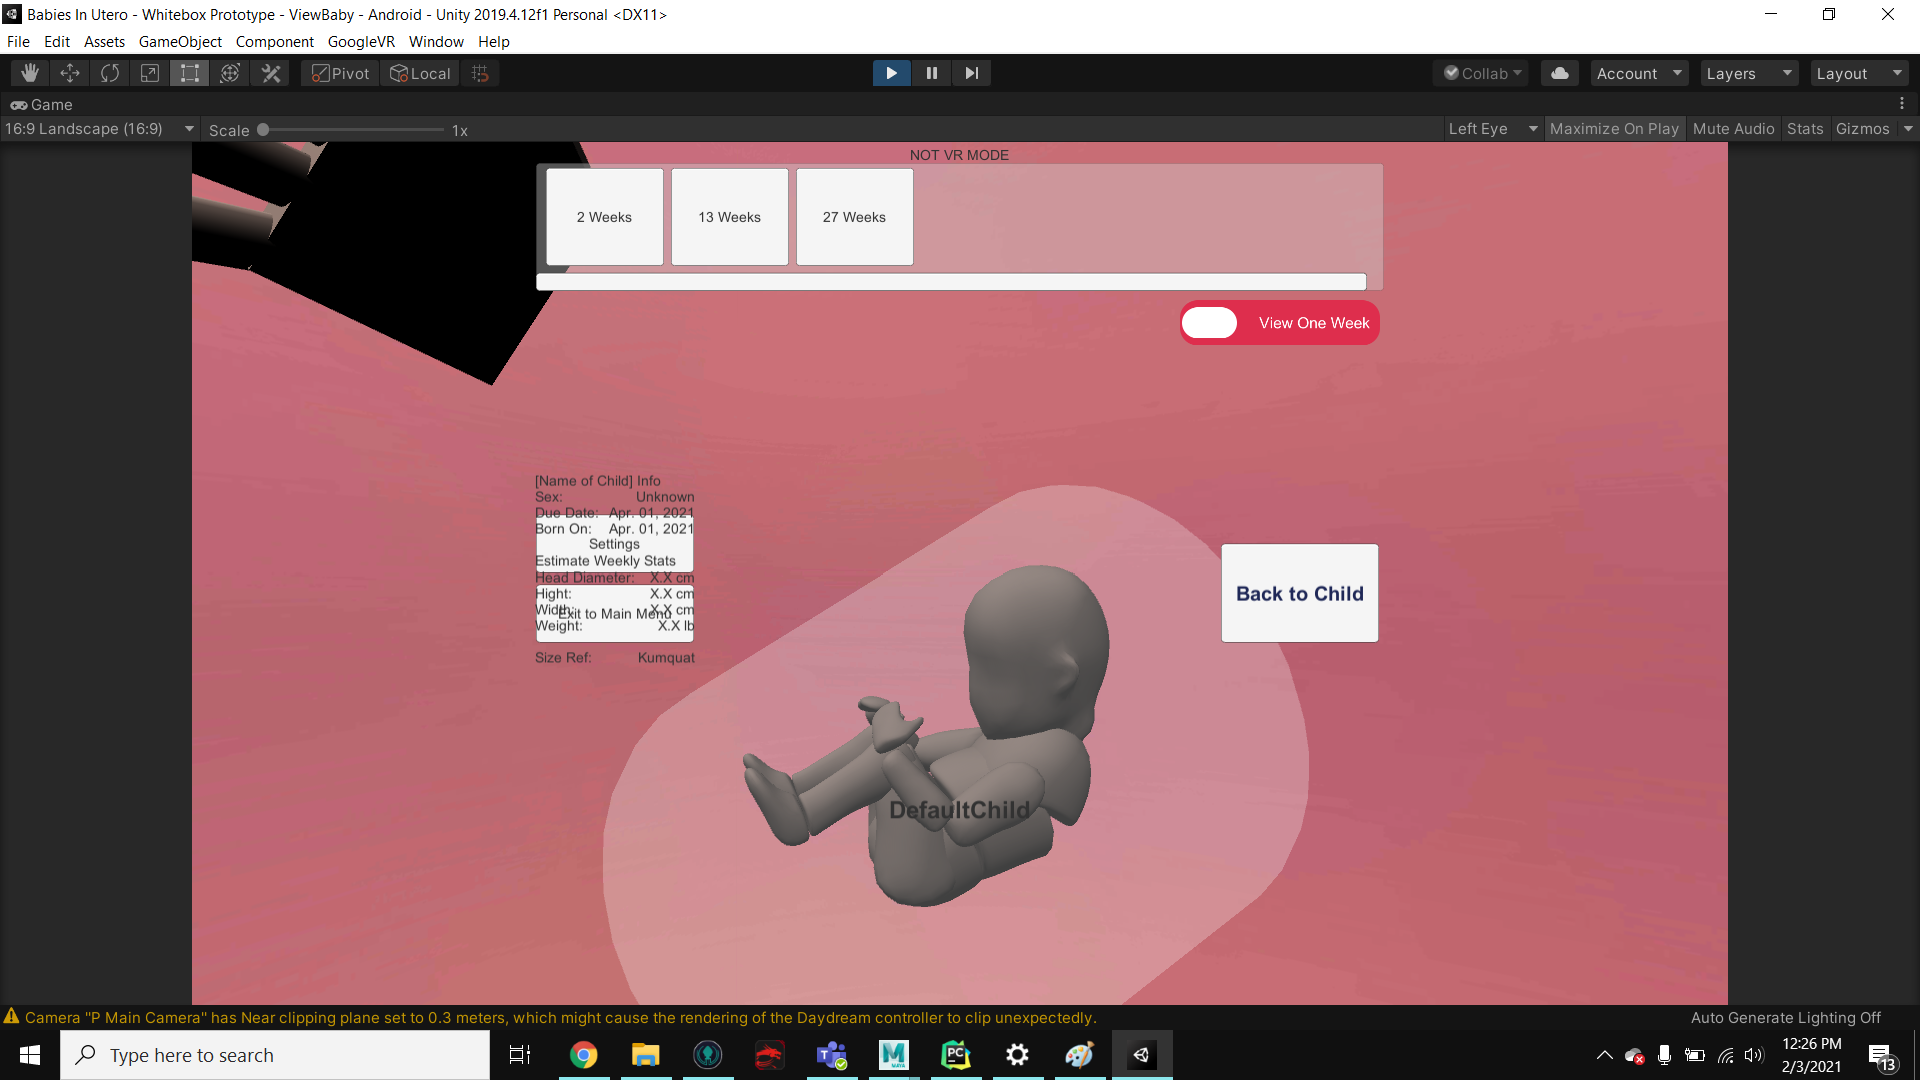 Babies In Utero - Whitebox Prototype - ViewBaby - Android - Unity 2019.4.12f1 Personal <DX11>
File Edit Assets GameObject Component GoogleVR Window Help
Pivot Local Collab Account Layers Layout
Game
16:9 Landscape (16:9) Scale 1x Left Eye Maximize On Play Mute Audio Stats Gizmos
NOT VR MODE
2 Weeks 13 Weeks 27 Weeks
View One Week
[Name of Child] Info
Sex: Unknown
Due Date: Apr. 01, 2021
Born On: Apr. 01, 2021
Settings
Estimate Weekly Stats
Head Diameter: X.X cm
Hight: X.X cm
Width: X.X cm
Exit to Main Menu
Weight: X.X lb
Size Ref: Kumquat
Back to Child
DefaultChild
Camera "P Main Camera" has Near clipping plane set to 0.3 meters, which might cause the rendering of the Daydream controller to clip unexpectedly.
Auto Generate Lighting Off
Type here to search
PC
M
MAYA
12:26 PM
2/3/2021
13